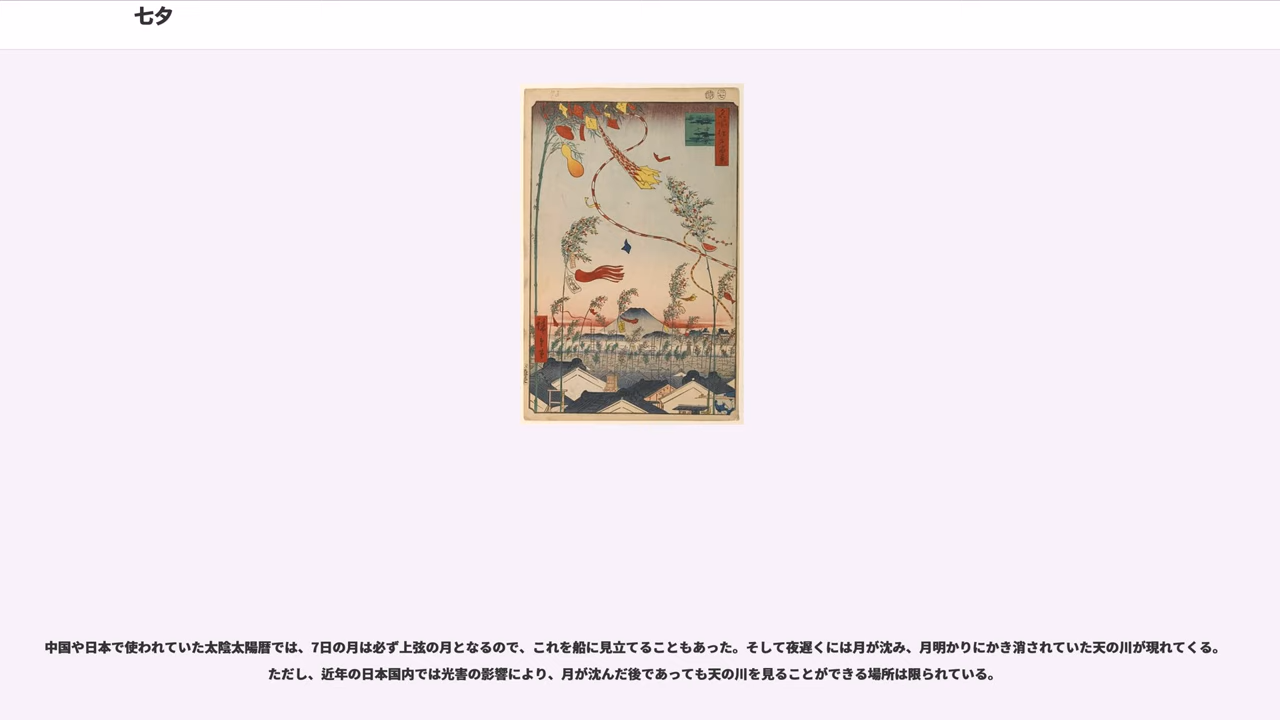 七夕
中国や日本で使われていた太陰太陽暦では、7日の月は必ず上弦の月となるので、これを船に見立てることもあった。そして夜遅くには月が沈み、月明かりにかき消されていた天の川が現れてくる。
ただし、近年の日本国内では光害の影響により、月が沈んだ後であっても天の川を見ることができる場所は限られている。